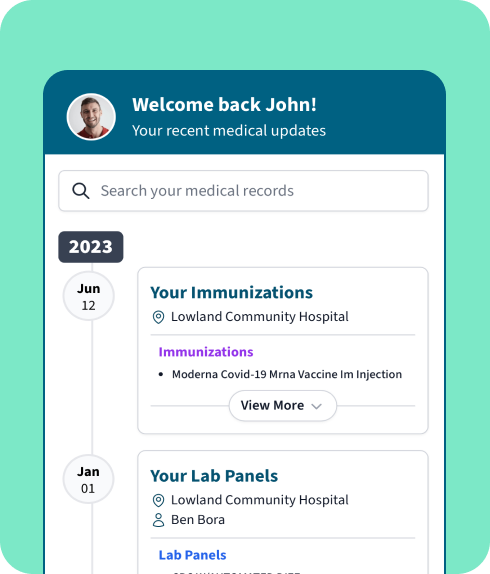 Welcome back John!
Your recent medical updates
Search your medical records
2023
Jun
12
Your Immunizations
Lowland Community Hospital
Immunizations
• Moderna Covid-19 Mrna Vaccine Im Injection
View More
Jan
01
Your Lab Panels
Lowland Community Hospital
Ben Bora
Lab Panels